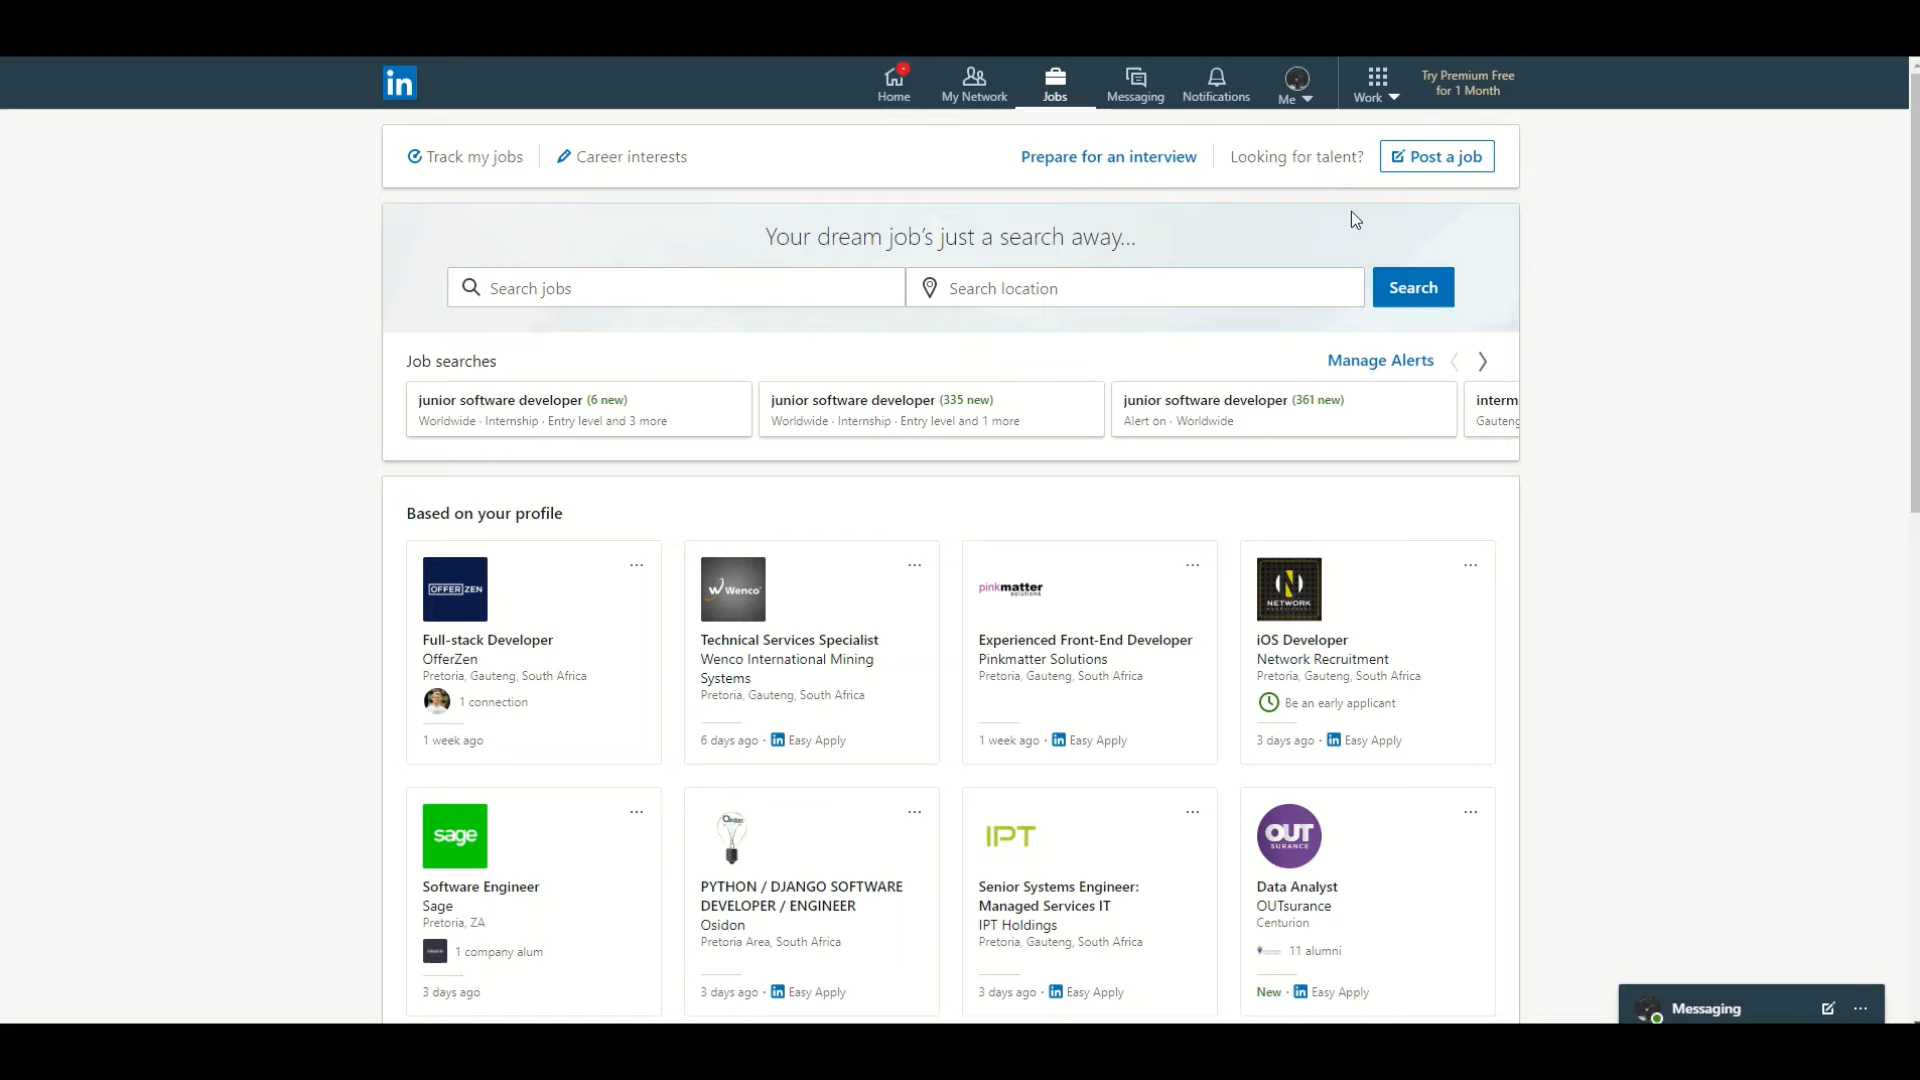 in
Home
My Network
Jobs
Messaging
Notifications
Me
Work
Try Premium Free
for 1 Month
Track my jobs
Career interests
Prepare for an interview
Looking for talent?
Post a job
Your dream job's just a search away...
Search jobs
Search location
Search
Job searches
Manage Alerts
junior software developer (6 new)
Worldwide · Internship · Entry level and 3 more
junior software developer (335 new)
Worldwide · Internship · Entry level and 1 more
junior software developer (361 new)
Alert on · Worldwide
interm
Gauteng
Based on your profile
OFFERZEN
Full-stack Developer
OfferZen
Pretoria, Gauteng, South Africa
1 connection
1 week ago
Wenco
Technical Services Specialist
Wenco International Mining
Systems
Pretoria, Gauteng, South Africa
6 days ago · in Easy Apply
pinkmatter
solutions
Experienced Front-End Developer
Pinkmatter Solutions
Pretoria, Gauteng, South Africa
1 week ago · in Easy Apply
N
NETWORK
iOS Developer
Network Recruitment
Pretoria, Gauteng, South Africa
Be an early applicant
3 days ago · in Easy Apply
sage
Software Engineer
Sage
Pretoria, ZA
1 company alum
3 days ago
Osidon
PYTHON / DJANGO SOFTWARE
DEVELOPER / ENGINEER
Osidon
Pretoria Area, South Africa
3 days ago · in Easy Apply
IPT
Senior Systems Engineer:
Managed Services IT
IPT Holdings
Pretoria, Gauteng, South Africa
3 days ago · in Easy Apply
OUT
SURANCE
Data Analyst
OUTsurance
Centurion
11 alumni
New · in Easy Apply
Messaging